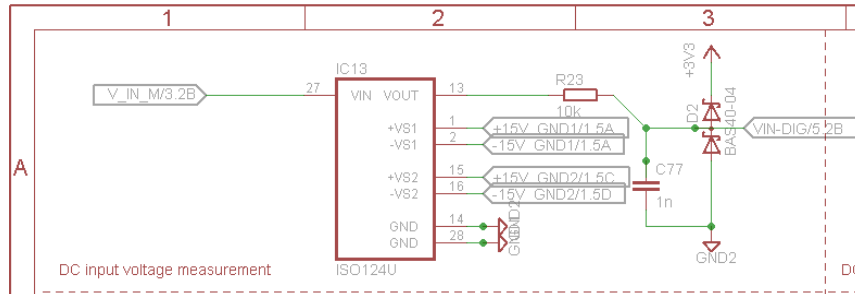 1 2 3
A
IC13
V_IN_M/3.2B 27 VIN VOUT 13
R23
10k
+3V3
D2
BAS40-04
VIN-DIG/5.2B
+VS1 1 +15V_GND1/1.5A
-VS1 2 -15V_GND1/1.5A
+VS2 15 +15V_GND2/1.5C
-VS2 16 -15V_GND2/1.5D
C77
1n
GND 14
GND 28
GND2
ISO124U
DC input voltage measurement